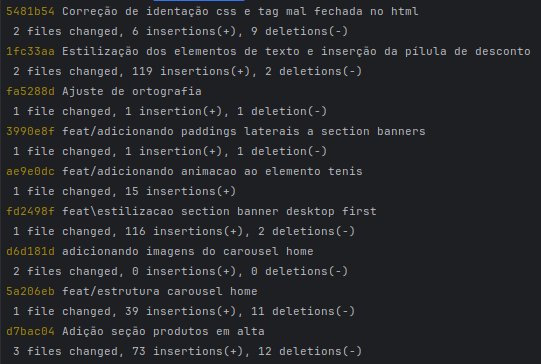 5481b54 Correção de identação css e tag mal fechada no html
2 files changed, 6 insertions(+), 9 deletions(-)
1fc33aa Estilização dos elementos de texto e inserção da pílula de desconto
2 files changed, 119 insertions(+), 2 deletions(-)
fa5288d Ajuste de ortografia
1 file changed, 1 insertion(+), 1 deletion(-)
3990e8f feat/adicionando paddings laterais a section banners
1 file changed, 1 insertion(+), 1 deletion(-)
ae9e0dc feat/adicionando animacao ao elemento tenis
1 file changed, 15 insertions(+)
fd2498f feat\estilizacao section banner desktop first
1 file changed, 116 insertions(+), 2 deletions(-)
d6d181d adicionando imagens do carousel home
2 files changed, 0 insertions(+), 0 deletions(-)
5a206eb feat/estrutura carousel home
1 file changed, 39 insertions(+), 11 deletions(-)
d7bac04 Adição seção produtos em alta
3 files changed, 73 insertions(+), 12 deletions(-)